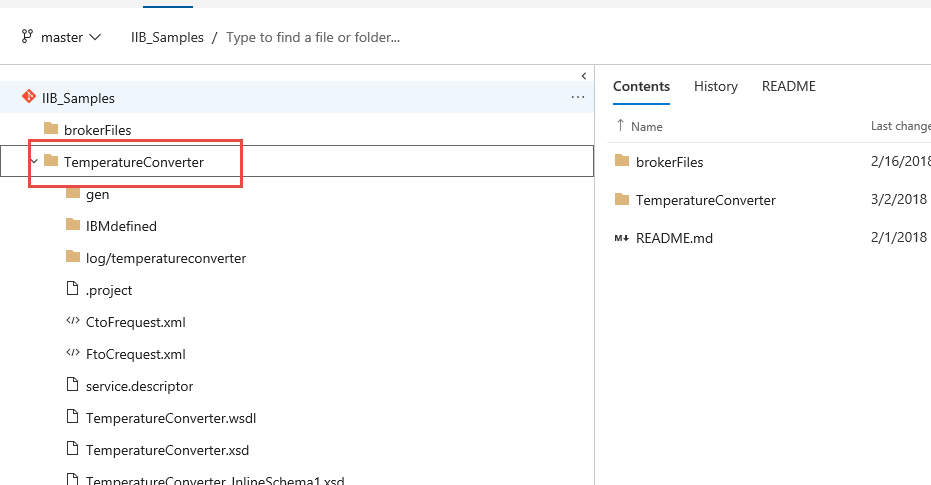 master IIB_Samples / Type to find a file or folder...
IIB_Samples ...
brokerFiles
TemperatureConverter
gen
IBMdefined
log/temperatureconverter
.project
CtoFrequest.xml
FtoCrequest.xml
service.descriptor
TemperatureConverter.wsdl
TemperatureConverter.xsd
TemperatureConverter_InlineSchema1.xsd
Contents History README
Name Last change
brokerFiles 2/16/2018
TemperatureConverter 3/2/2018
M↓ README.md 2/1/2018